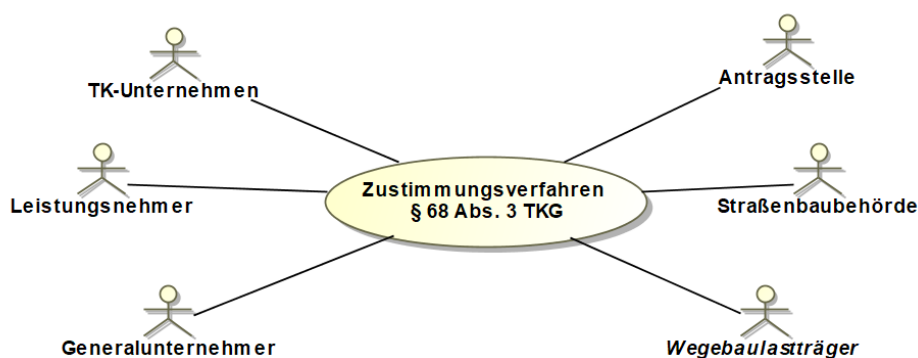 TK-Unternehmen
Antragsstelle
Zustimmungsverfahren
§ 68 Abs. 3 TKG
Leistungsnehmer
Straßenbaubehörde
Generalunternehmer
Wegebaulastträger